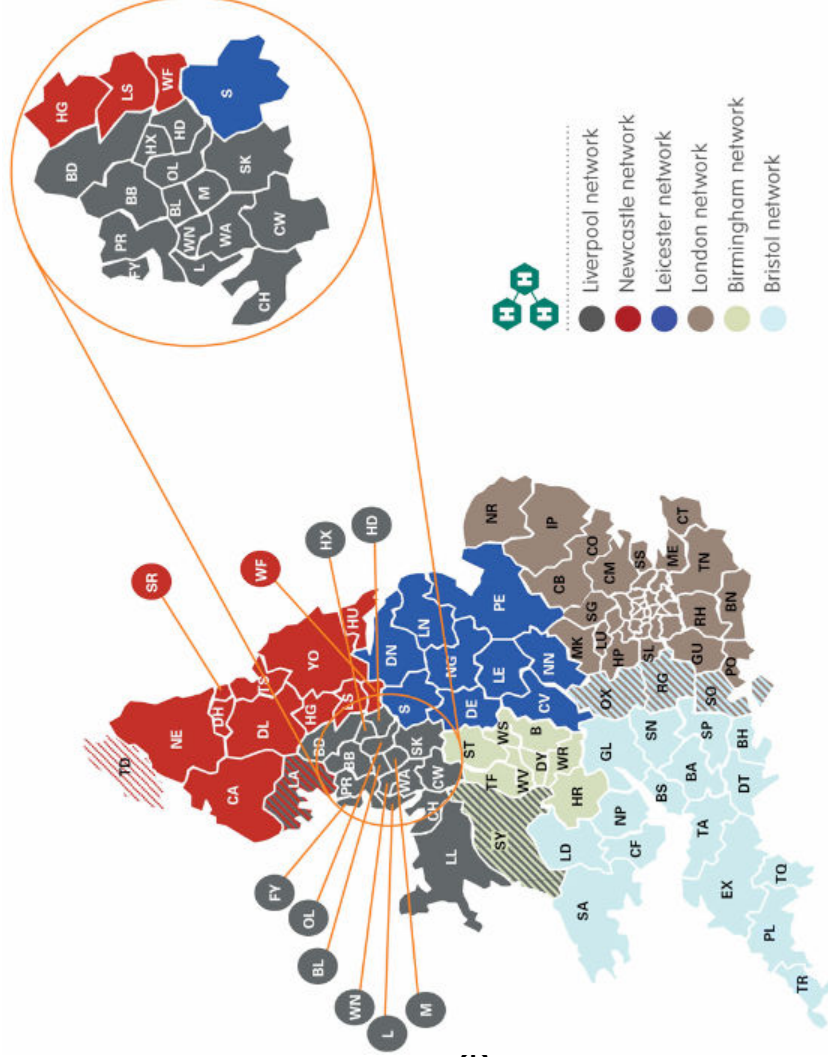 HG
LS
WF
S
BD
HX
HD
BB
OL
SK
PR
BL
M
FY
WN
WA
CW
L
CH
H
H
H
Liverpool network
Newcastle network
Leicester network
London network
Birmingham network
Bristol network
SR
WF
HX
HD
TD
NE
DH
TS
CA
DL
YO
HU
LA
HG
LS
BD
BB
PR
DN
LN
S
SK
WA
CW
CH
LL
NG
PE
DE
LE
NN
CV
ST
WS
TF
WV
B
DY
WR
SY
HR
NR
IP
CB
CO
CM
SS
SG
MK
LU
HP
SL
ME
CT
TN
RH
BN
GU
PO
OX
RG
SO
GL
SN
SP
BH
LD
NP
CF
SA
BS
BA
DT
TA
EX
TQ
PL
TR
FY
OL
BL
WN
L
M